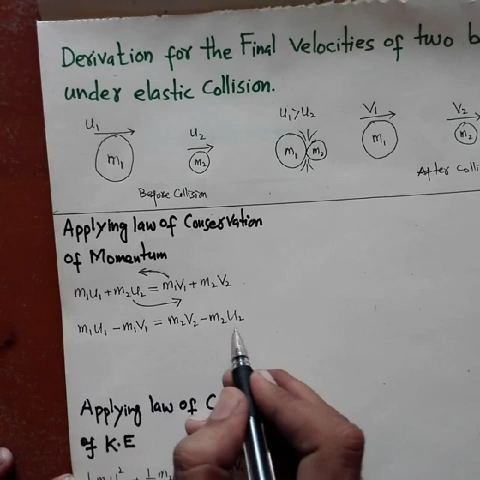 Derivation for the Final Velocities of two
under elastic Collision.
U₁ U₂ U₁>U₂ V₁ V₂
m₁ m₂ m₁ m₂ m₁ m₂
Before Collision After
Applying law of Conservation
of Momentum
m₁U₁ + m₂U₂ = m₁V₁ + m₂V₂
m₁U₁ - m₁V₁ = m₂V₂ - m₂U₂
Applying law of
of K.E